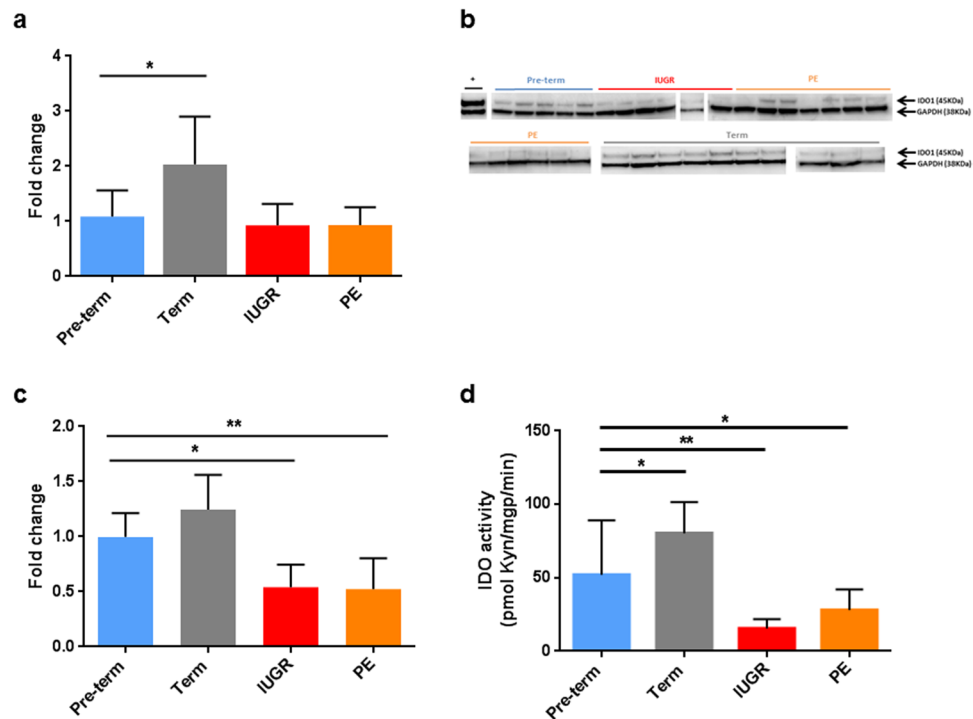 a
Fold change
4
3
2
1
0
*
Pre-term
Term
IUGR
PE
b
+
Pre-term
IUGR
PE
IDO1 (45KDa)
GAPDH (38KDa)
PE
Term
IDO1 (45KDa)
GAPDH (38KDa)
c
Fold change
2.0
1.5
1.0
0.5
0.0
**
*
Pre-term
Term
IUGR
PE
d
IDO activity
(pmol Kyn/mgp/min)
150
100
50
0
*
**
*
Pre-term
Term
IUGR
PE